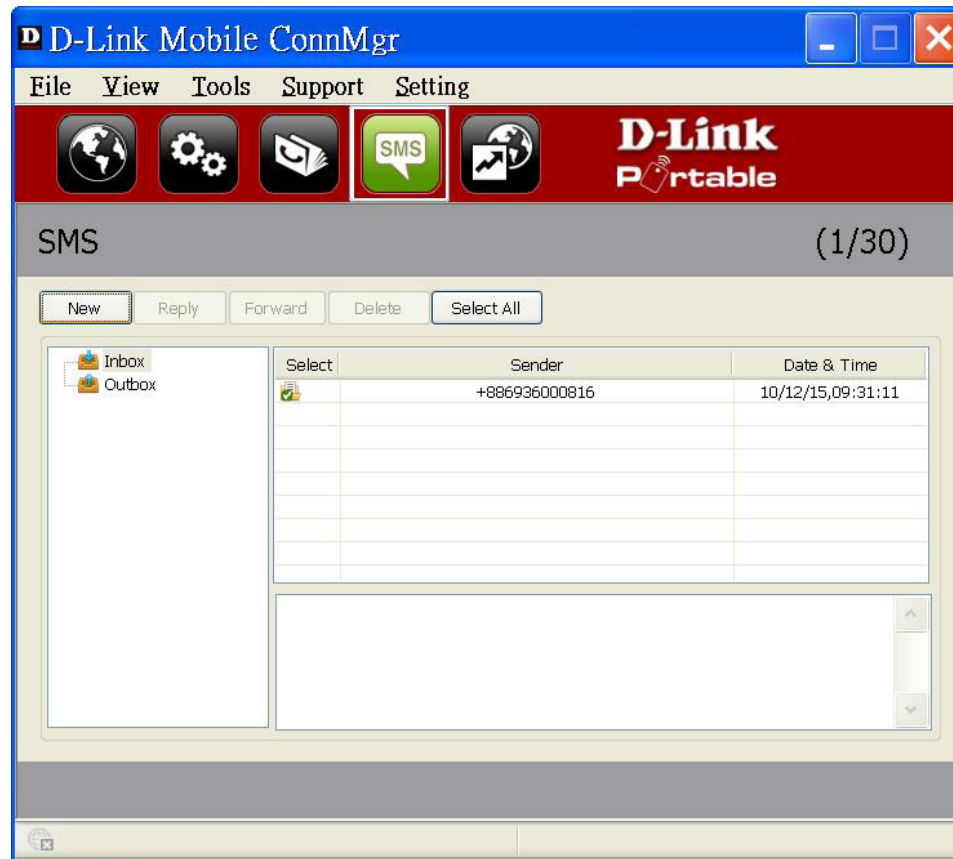 D D-Link Mobile ConnMgr
File View Tools Support Setting
SMS
D-Link
Portable
SMS (1/30)
New Reply Forward Delete Select All
Inbox
Outbox
Select Sender Date & Time
+886936000816 10/12/15,09:31:11